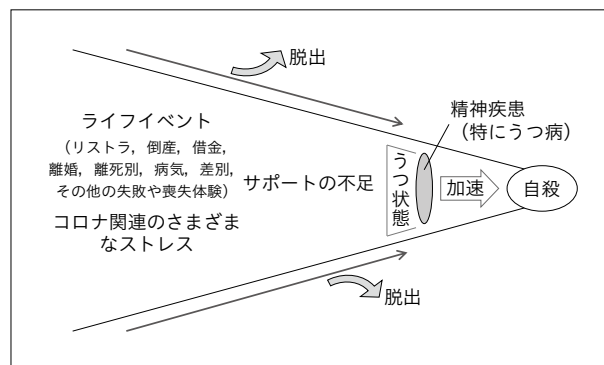 脱出
精神疾患
（特にうつ病）
ライフイベント
（リストラ，倒産，借金，
離婚，離死別，病気，差別，
その他の失敗や喪失体験）
サポートの不足
うつ状態
加速
自殺
コロナ関連のさまざま
なストレス
脱出